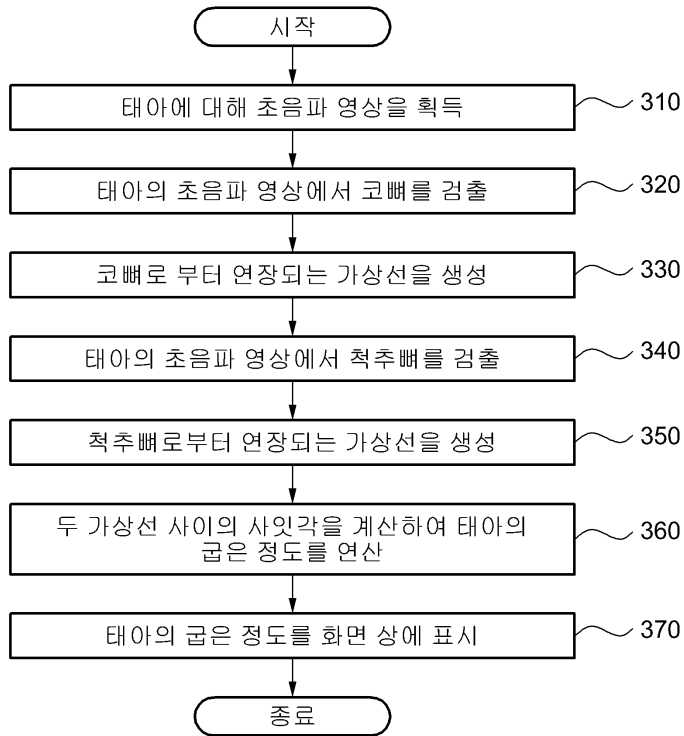 시작
태아에 대해 초음파 영상을 획득
310
태아의 초음파 영상에서 코뼈를 검출
320
코뼈로 부터 연장되는 가상선을 생성
330
태아의 초음파 영상에서 척추뼈를 검출
340
척추뼈로부터 연장되는 가상선을 생성
350
두 가상선 사이의 사잇각을 계산하여 태아의
굽은 정도를 연산
360
태아의 굽은 정도를 화면 상에 표시
370
종료